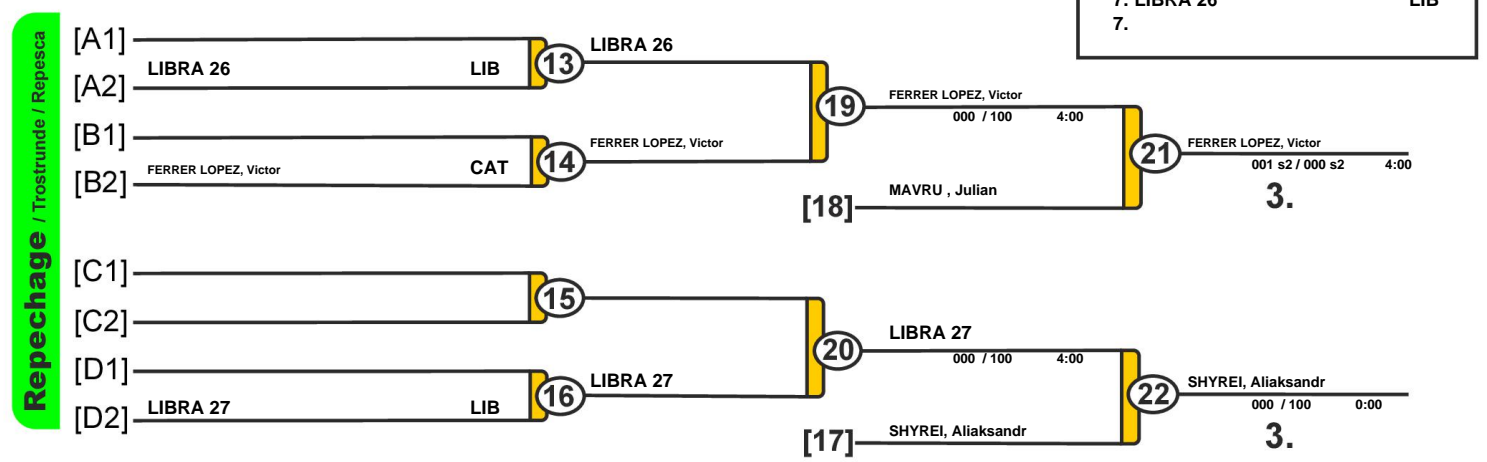 7. LIBRA 26 LIB
7.
Repechage / Trostrunde / Repesca
[A1]
LIBRA 26 LIB
[A2]
13
LIBRA 26
[B1]
FERRER LOPEZ, Victor CAT
[B2]
14
FERRER LOPEZ, Victor
19
FERRER LOPEZ, Victor
000 / 100 4:00
[18]
MAVRU , Julian
21
FERRER LOPEZ, Victor
001 s2 / 000 s2 4:00
3.
[C1]
[C2]
15
[D1]
LIBRA 27 LIB
[D2]
16
LIBRA 27
20
LIBRA 27
000 / 100 4:00
[17]
SHYREI, Aliaksandr
22
SHYREI, Aliaksandr
000 / 100 0:00
3.